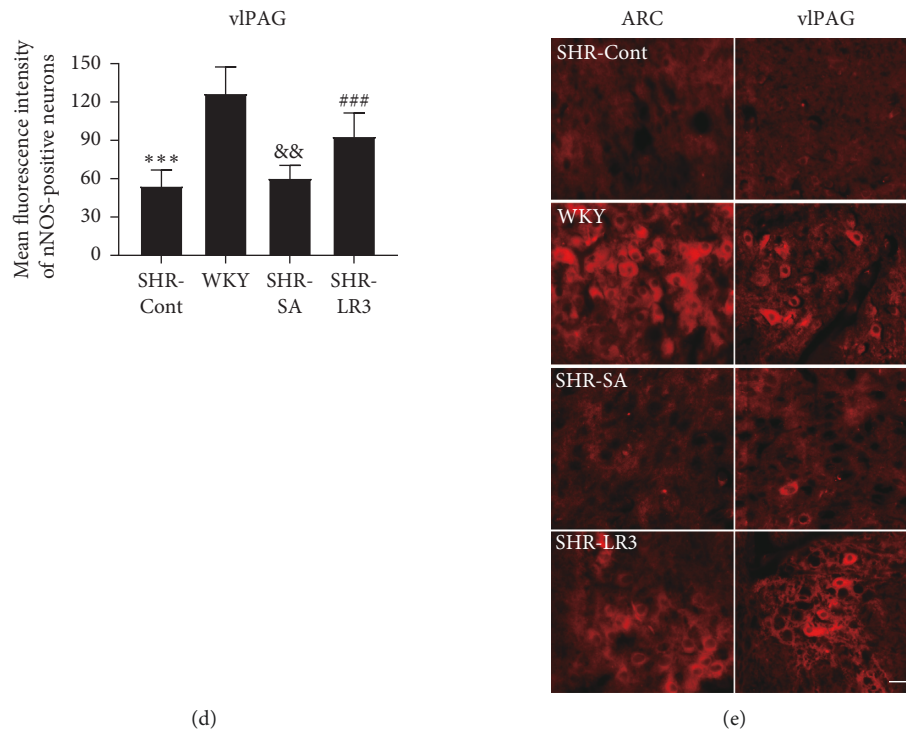 vlPAG
Mean fluorescence intensity
of nNOS-positive neurons
150
120
90
60
30
0
***
&&
###
SHR-
Cont
WKY
SHR-
SA
SHR-
LR3
(d)
ARC
vlPAG
SHR-Cont
WKY
SHR-SA
SHR-LR3
(e)